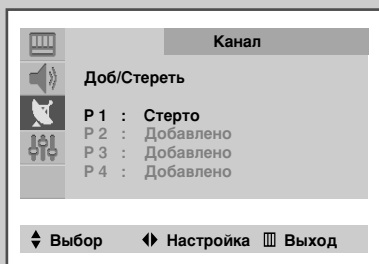 Канал
Доб/Стереть
P 1 : Стерто
P 2 : Добавлено
P 3 : Добавлено
P 4 : Добавлено
Выбор Настройка Выход